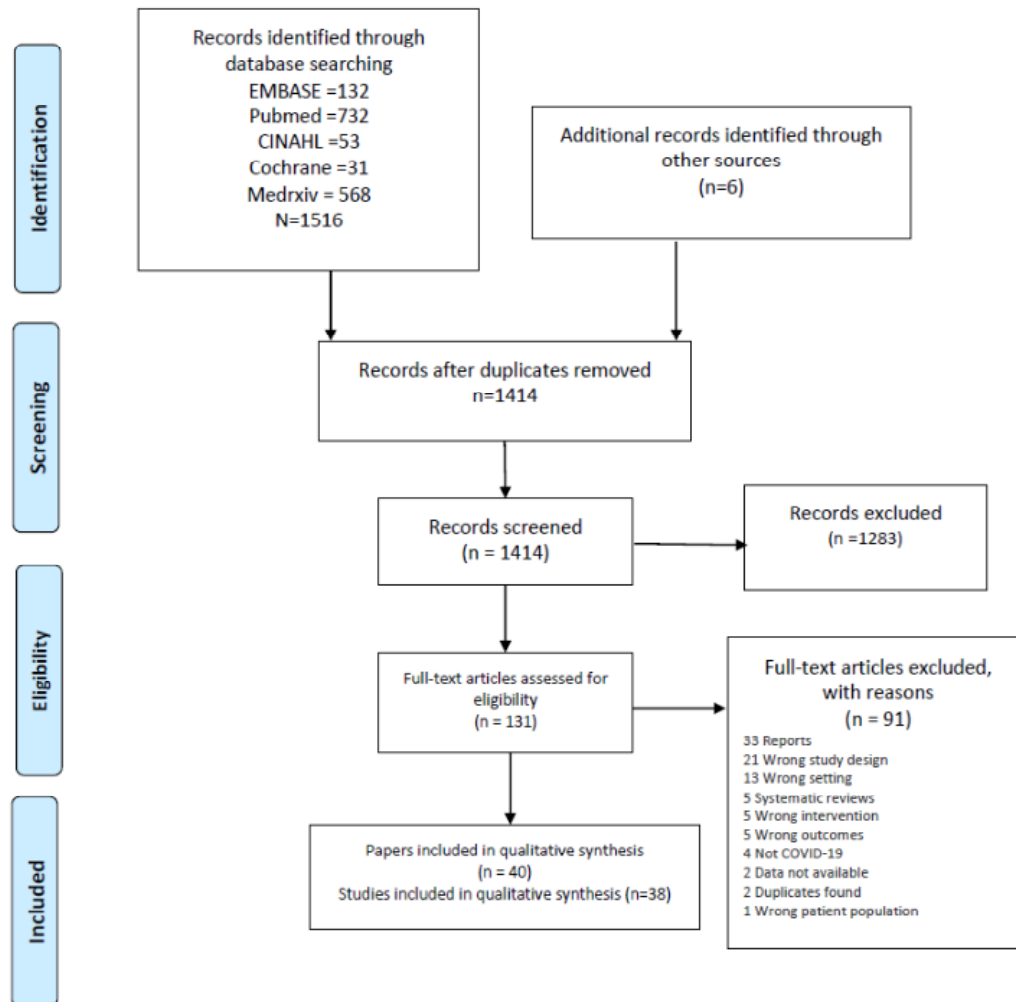 Identification
Records identified through
database searching
EMBASE =132
Pubmed =732
CINAHL =53
Cochrane =31
Medrxiv = 568
N=1516
Additional records identified through
other sources
(n=6)
Screening
Records after duplicates removed
n=1414
Records screened
(n = 1414)
Records excluded
(n =1283)
Eligibility
Full-text articles assessed for
eligibility
(n = 131)
Full-text articles excluded,
with reasons
(n = 91)
33 Reports
21 Wrong study design
13 Wrong setting
5 Systematic reviews
5 Wrong intervention
5 Wrong outcomes
4 Not COVID-19
2 Data not available
2 Duplicates found
1 Wrong patient population
Included
Papers included in qualitative synthesis
(n = 40)
Studies included in qualitative synthesis (n=38)